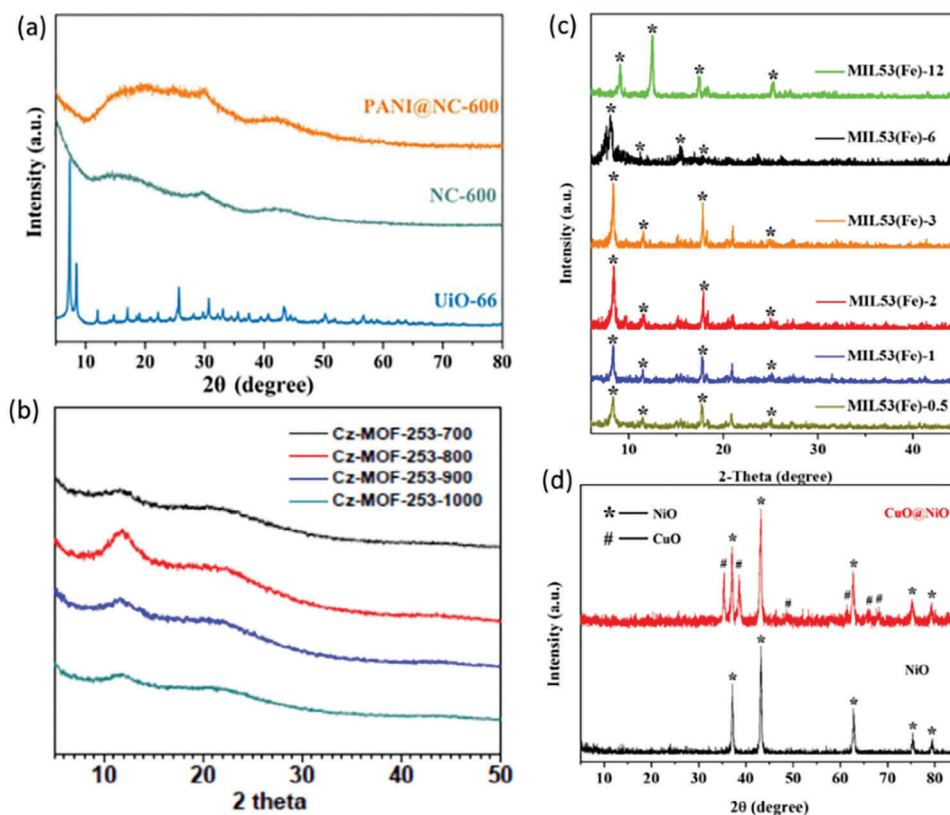 (a)
PANI@NC-600
NC-600
UiO-66
Intensity (a.u.)
10 20 30 40 50 60 70 80
2θ (degree)
(b)
Cz-MOF-253-700
Cz-MOF-253-800
Cz-MOF-253-900
Cz-MOF-253-1000
10 20 30 40 50
2 theta
(c)
* * * *
MIL53(Fe)-12
* * * *
MIL53(Fe)-6
* * * *
MIL53(Fe)-3
* * * *
MIL53(Fe)-2
* * * *
MIL53(Fe)-1
* * * *
MIL53(Fe)-0.5
Intensity (a.u.)
10 20 30 40
2-Theta (degree)
(d)
* NiO
# CuO
CuO@NiO
# * # * # # * # # * *
NiO
* * * * *
Intensity (a.u.)
10 20 30 40 50 60 70 80
2θ (degree)